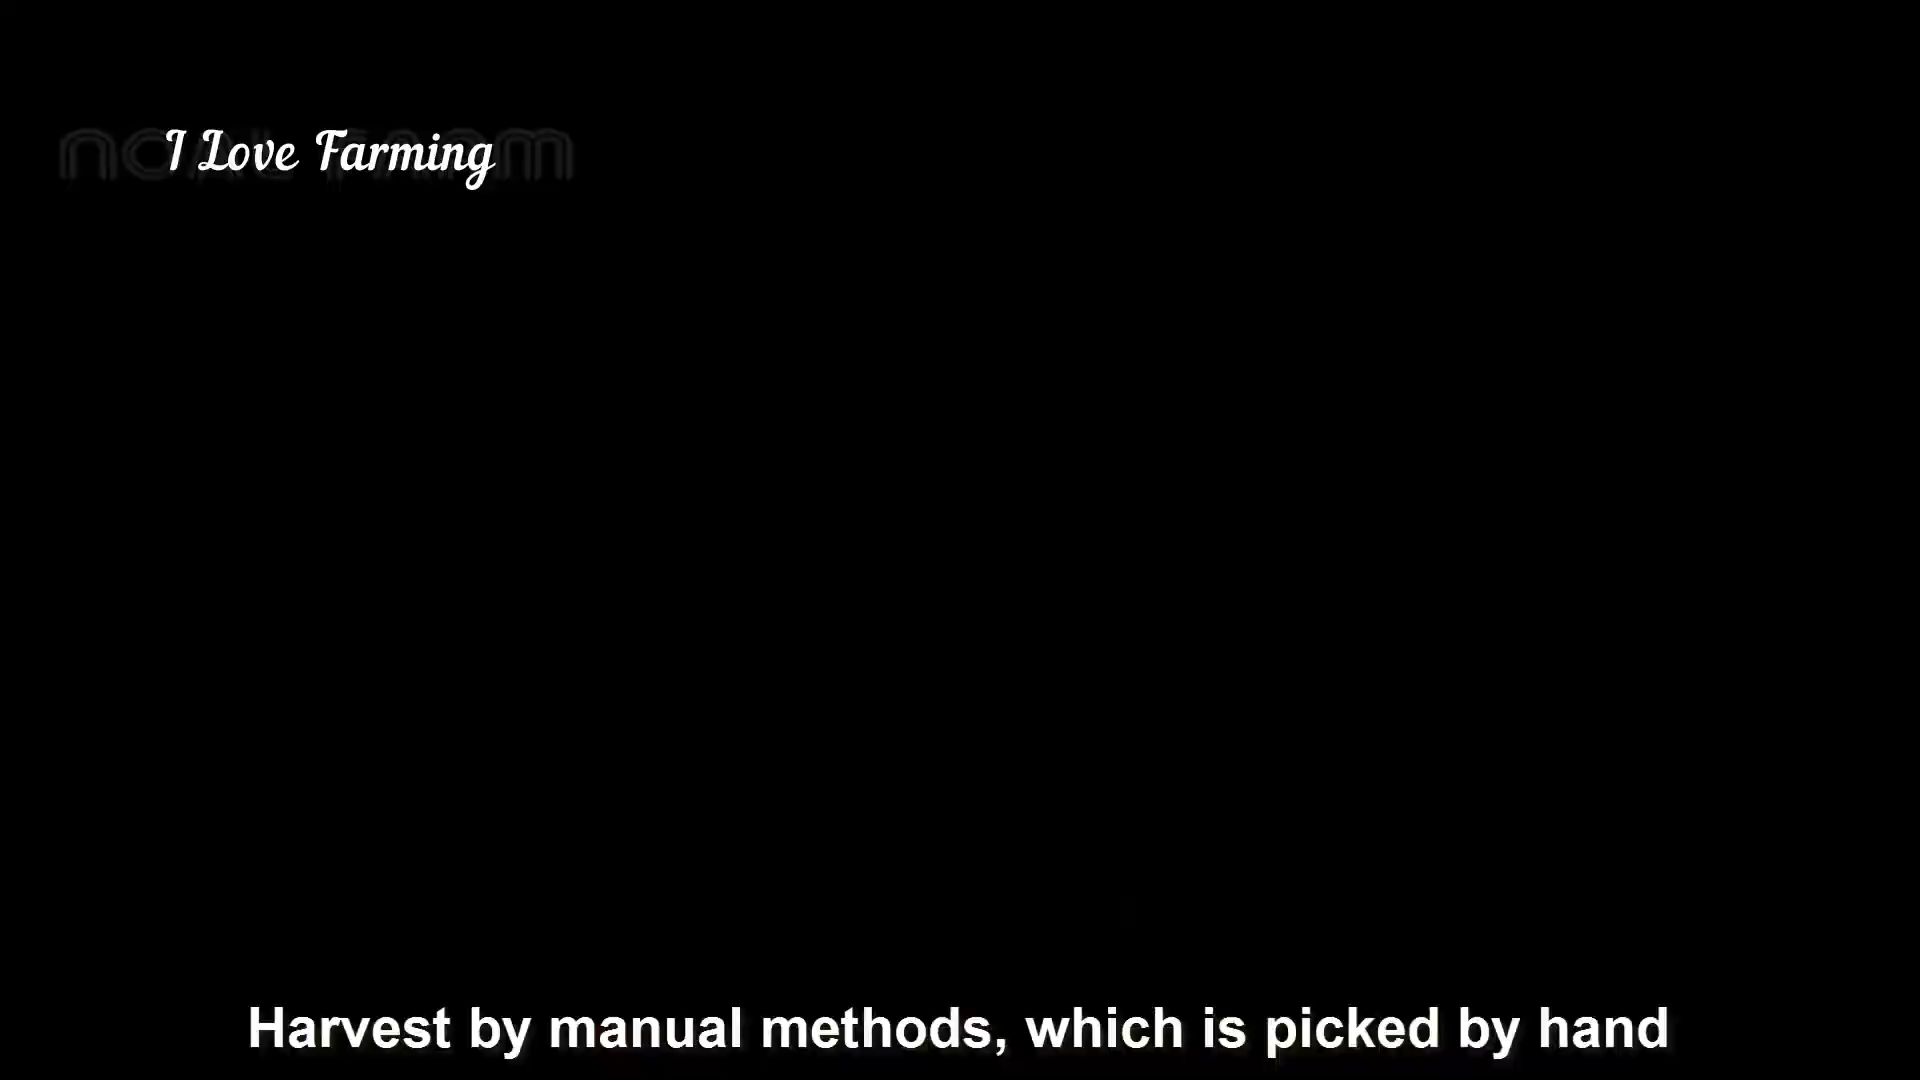 I Love Farming
Harvest by manual methods, which is picked by hand